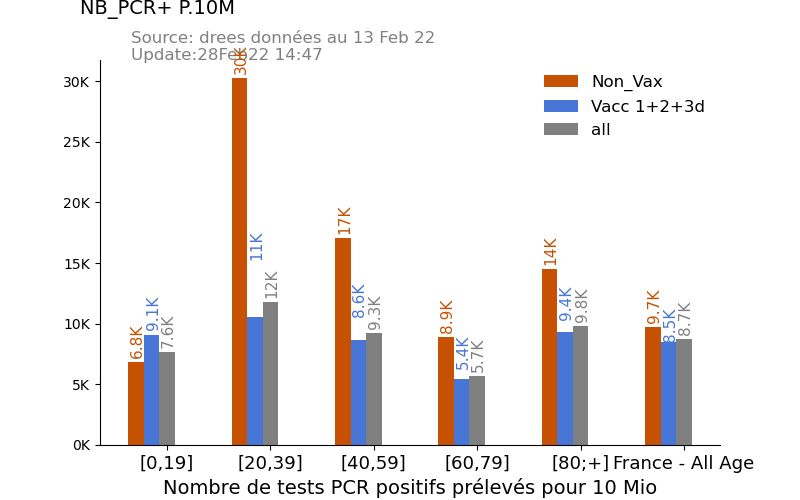 NB_PCR+ P.10M
Source: drees données au 13 Feb 22
Update:28Feb22 14:47
30K
25K
20K
15K
10K
5K
0K
Non_Vax
Vacc 1+2+3d
all
6.8K
9.1K
7.6K
30K
11K
12K
17K
8.6K
9.3K
8.9K
5.4K
5.7K
14K
9.4K
9.8K
9.7K
8.5K
8.7K
[0,19]
[20,39]
[40,59]
[60,79]
[80;+]
France - All Age
Nombre de tests PCR positifs prélevés pour 10 Mio